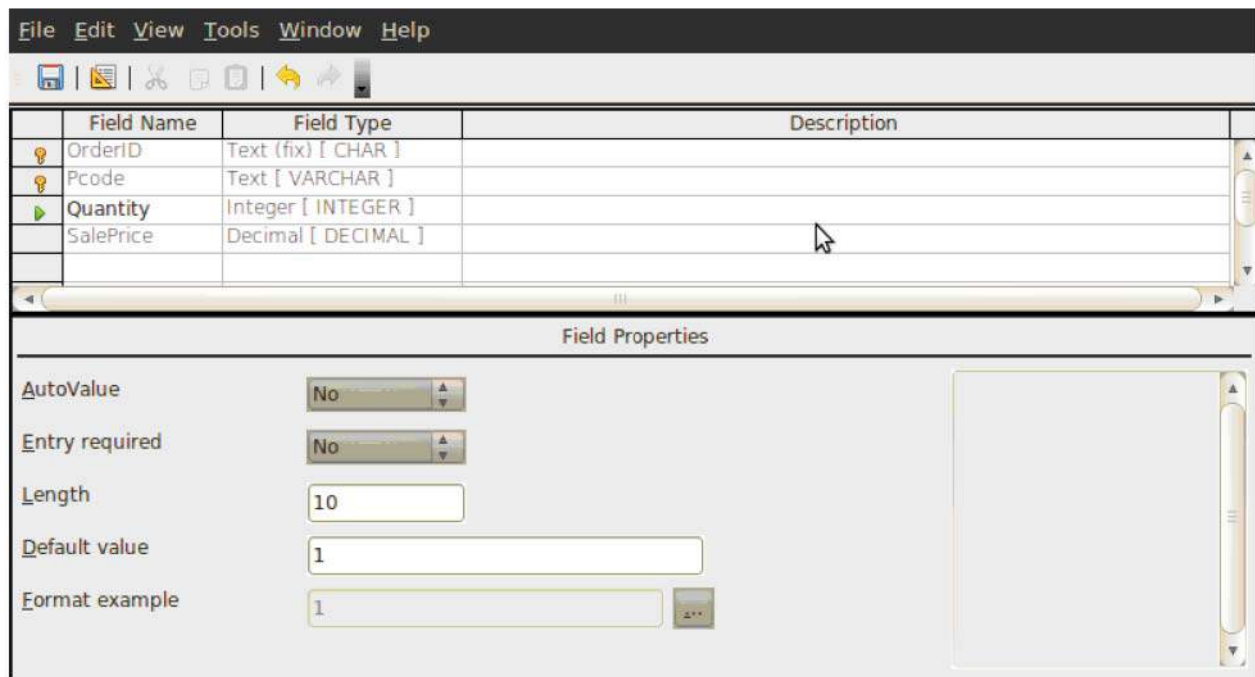 File Edit View Tools Window Help
Field Name Field Type Description
OrderID Text (fix) [ CHAR ]
Pcode Text [ VARCHAR ]
Quantity Integer [ INTEGER ]
SalePrice Decimal [ DECIMAL ]
Field Properties
AutoValue No
Entry required No
Length 10
Default value 1
Format example 1 ...